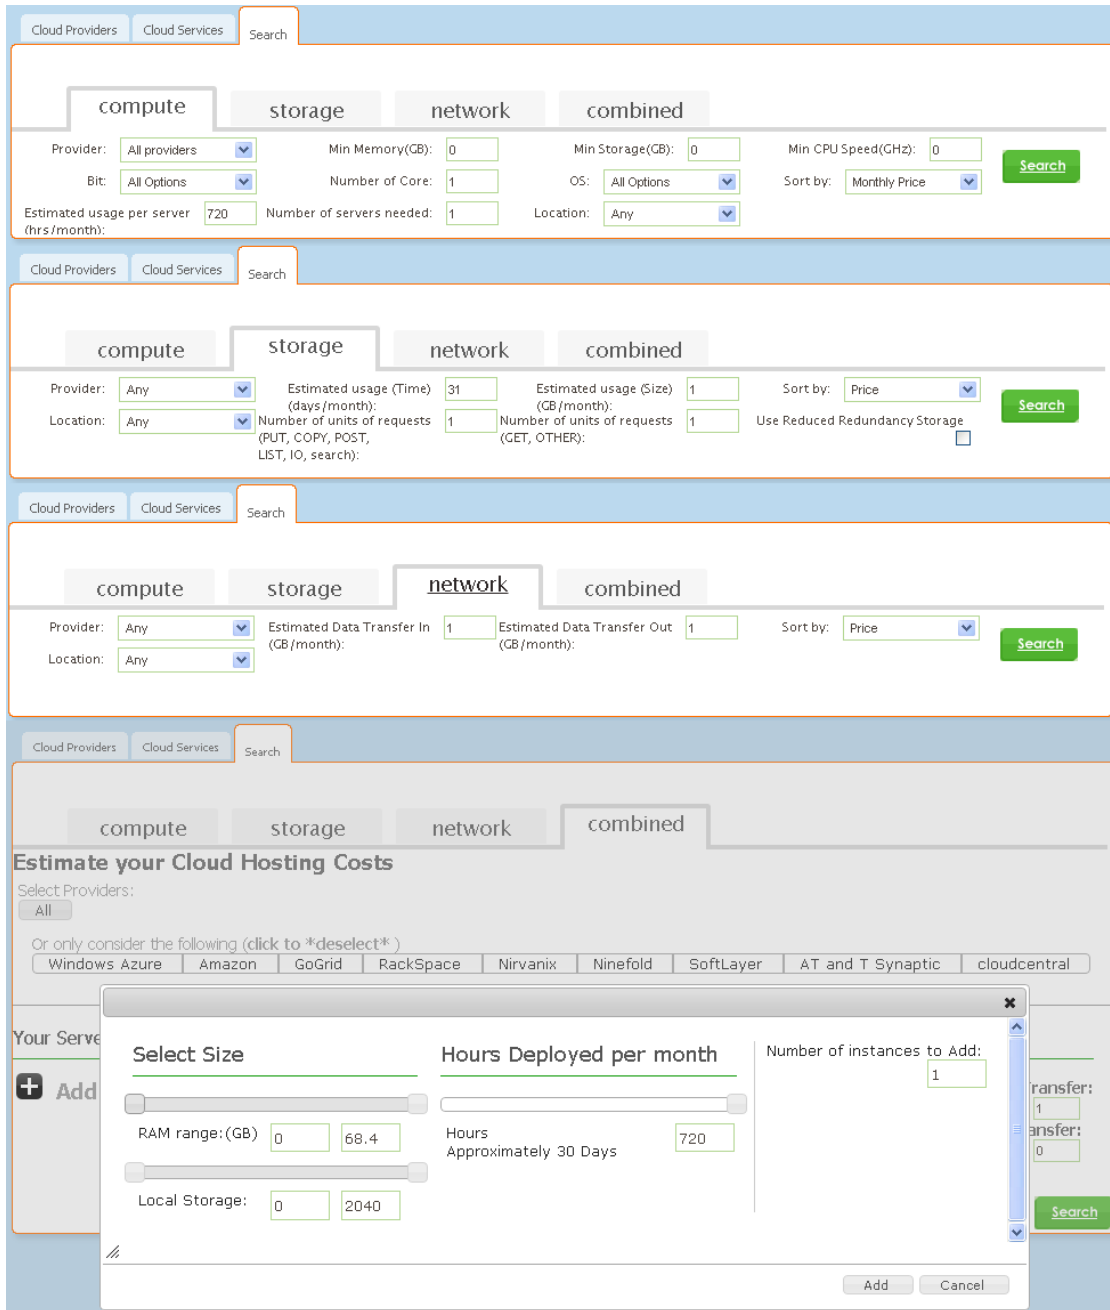 Cloud Providers Cloud Services Search
compute storage network combined
Provider: All providers Min Memory(GB): 0 Min Storage(GB): 0 Min CPU Speed(GHz): 0 Search
Bit: All Options Number of Core: 1 OS: All Options Sort by: Monthly Price
Estimated usage per server 720 Number of servers needed: 1 Location: Any
(hrs/month):
Cloud Providers Cloud Services Search
compute storage network combined
Provider: Any Estimated usage (Time) 31 Estimated usage (Size) 1 Sort by: Price Search
(days/month): (GB/month):
Location: Any Number of units of requests 1 Number of units of requests 1 Use Reduced Redundancy Storage
(PUT, COPY, POST, (GET, OTHER):
LIST, IO, search):
Cloud Providers Cloud Services Search
compute storage network combined
Provider: Any Estimated Data Transfer In 1 Estimated Data Transfer Out 1 Sort by: Price Search
(GB/month): (GB/month):
Location: Any
Cloud Providers Cloud Services Search
compute storage network combined
Estimate your Cloud Hosting Costs
Select Providers:
All
Or only consider the following (click to *deselect* )
Windows Azure Amazon GoGrid RackSpace Nirvanix Ninefold SoftLayer AT and T Synaptic cloudcentral
Your Serve
Select Size Hours Deployed per month Number of instances to Add:
1
Add ransfer:
1
RAM range:(GB) 0 68.4 Hours 720 ansfer:
Approximately 30 Days 0
Local Storage: 0 2040 Search
Add Cancel